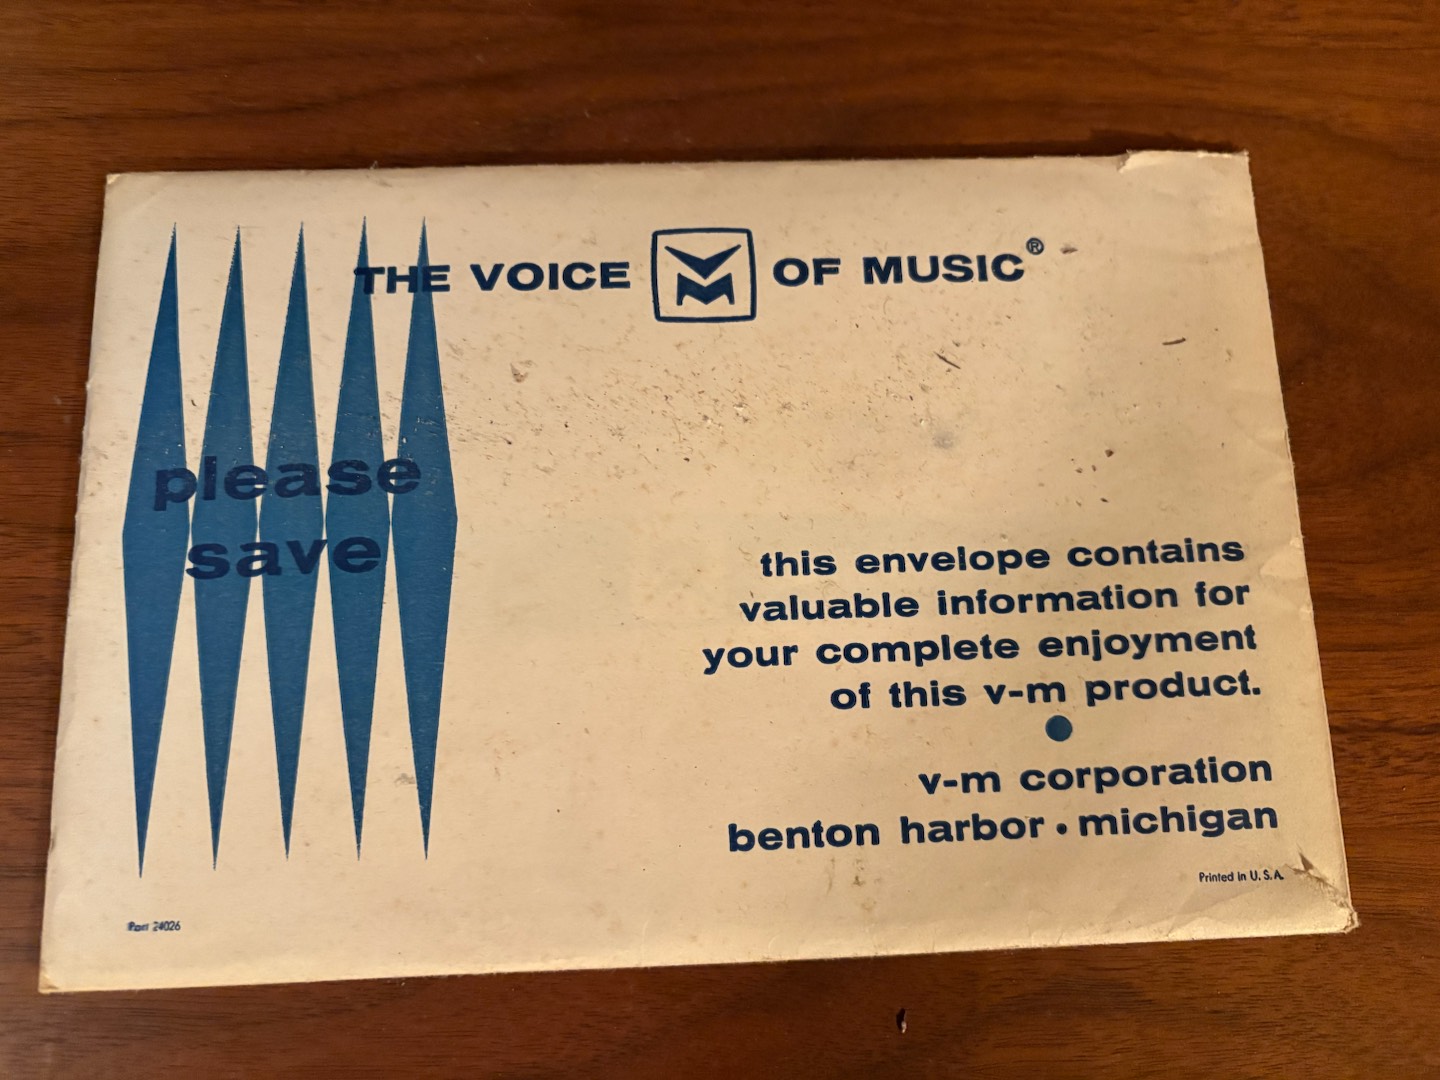 THE VOICE VM OF MUSIC®
please
save
this envelope contains
valuable information for
your complete enjoyment
of this v-m product.
v-m corporation
benton harbor • michigan
Printed in U.S.A.
Part 24026